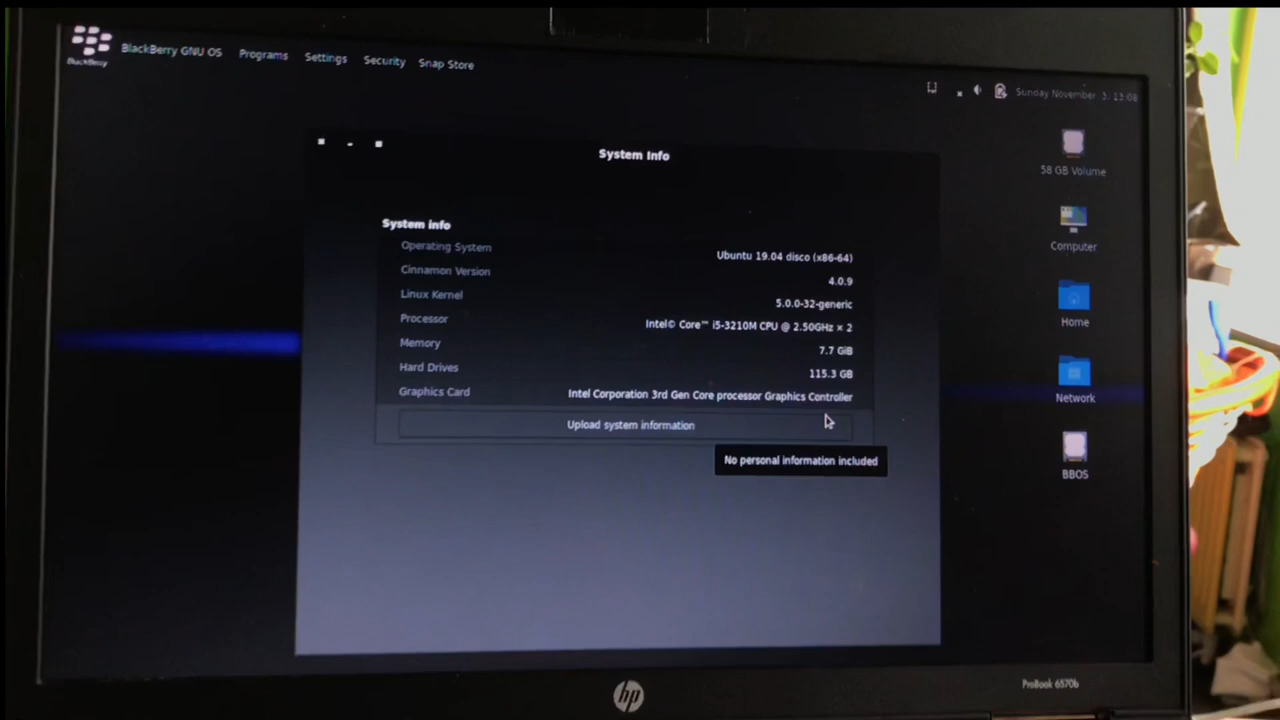 BlackBerry GNU OS Programs Settings Security Snap Store
BlackBerry
Sunday November 3, 13:08
System Info
System info
Operating System Ubuntu 19.04 disco (x86-64)
Cinnamon Version 4.0.9
Linux Kernel 5.0.0-32-generic
Processor Intel© Core™ i5-3210M CPU @ 2.50GHz × 2
Memory 7.7 GiB
Hard Drives 115.3 GB
Graphics Card Intel Corporation 3rd Gen Core processor Graphics Controller
Upload system information
No personal information included
58 GB Volume
Computer
Home
Network
BBOS
hp
ProBook 6570b